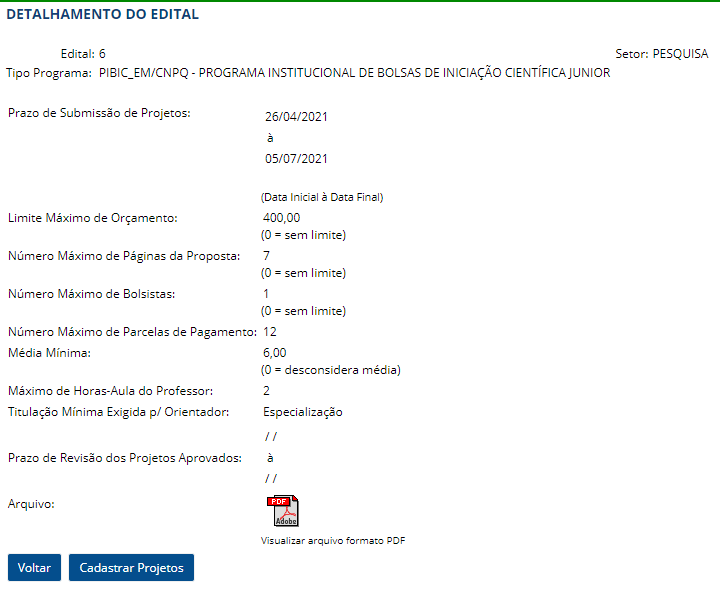 DETALHAMENTO DO EDITAL
Edital: 6 Setor: PESQUISA
Tipo Programa: PIBIC_EM/CNPQ - PROGRAMA INSTITUCIONAL DE BOLSAS DE INICIAÇÃO CIENTÍFICA JUNIOR
Prazo de Submissão de Projetos: 26/04/2021
à
05/07/2021
(Data Inicial à Data Final)
Limite Máximo de Orçamento: 400,00
(0 = sem limite)
Número Máximo de Páginas da Proposta: 7
(0 = sem limite)
Número Máximo de Bolsistas: 1
(0 = sem limite)
Número Máximo de Parcelas de Pagamento: 12
Média Mínima: 6,00
(0 = desconsidera média)
Máximo de Horas-Aula do Professor: 2
Titulação Mínima Exigida p/ Orientador: Especialização
/ /
Prazo de Revisão dos Projetos Aprovados: à
/ /
Arquivo: PDF
Adobe
Visualizar arquivo formato PDF
Voltar Cadastrar Projetos